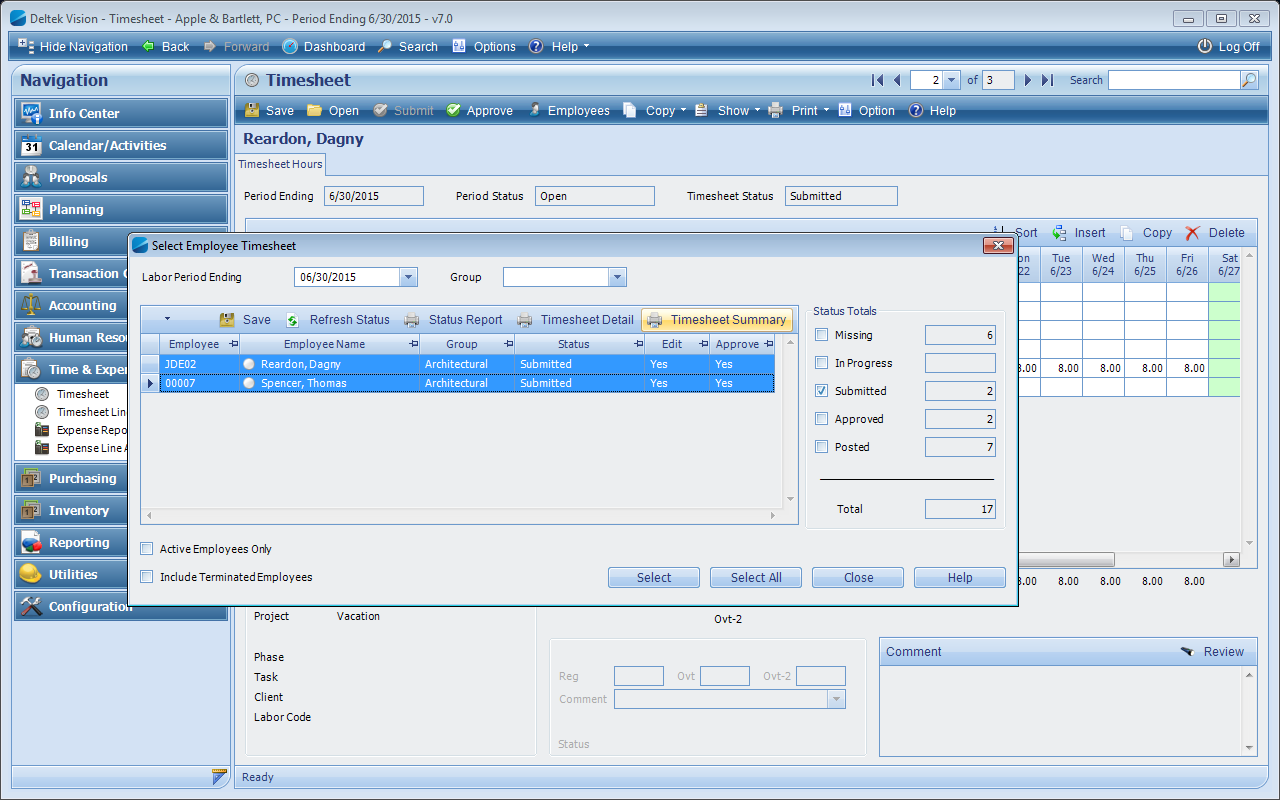 Deltek Vision - Timesheet - Apple & Bartlett, PC - Period Ending 6/30/2015 - v7.0
Hide Navigation Back Forward Dashboard Search Options Help Log Off
Navigation
Info Center
31 Calendar/Activities
Proposals
Planning
Billing
Transaction
Accounting
Human Reso
Time & Expe
Timesheet
Timesheet Lin
Expense Repo
Expense Line A
Purchasing
Inventory
Reporting
Utilities
Configuration
Timesheet 2 of 3 Search
Save Open Submit Approve Employees Copy Show Print Option Help
Reardon, Dagny
Timesheet Hours
Period Ending 6/30/2015 Period Status Open Timesheet Status Submitted
Sort Insert Copy Delete
on Tue Wed Thu Fri Sat
22 6/23 6/24 6/25 6/26 6/27
8.00 8.00 8.00 8.00 8.00
Select Employee Timesheet
Labor Period Ending 06/30/2015 Group
Save Refresh Status Status Report Timesheet Detail Timesheet Summary
Employee Employee Name Group Status Edit Approve
JDE02 Reardon, Dagny Architectural Submitted Yes Yes
00007 Spencer, Thomas Architectural Submitted Yes Yes
Status Totals
Missing 6
In Progress
Submitted 2
Approved 2
Posted 7
Total 17
Active Employees Only
Include Terminated Employees
Select Select All Close Help
8.00 8.00 8.00 8.00 8.00
Project Vacation
Phase
Task
Client
Labor Code
Ovt-2
Reg Ovt Ovt-2
Comment
Status
Comment Review
Ready